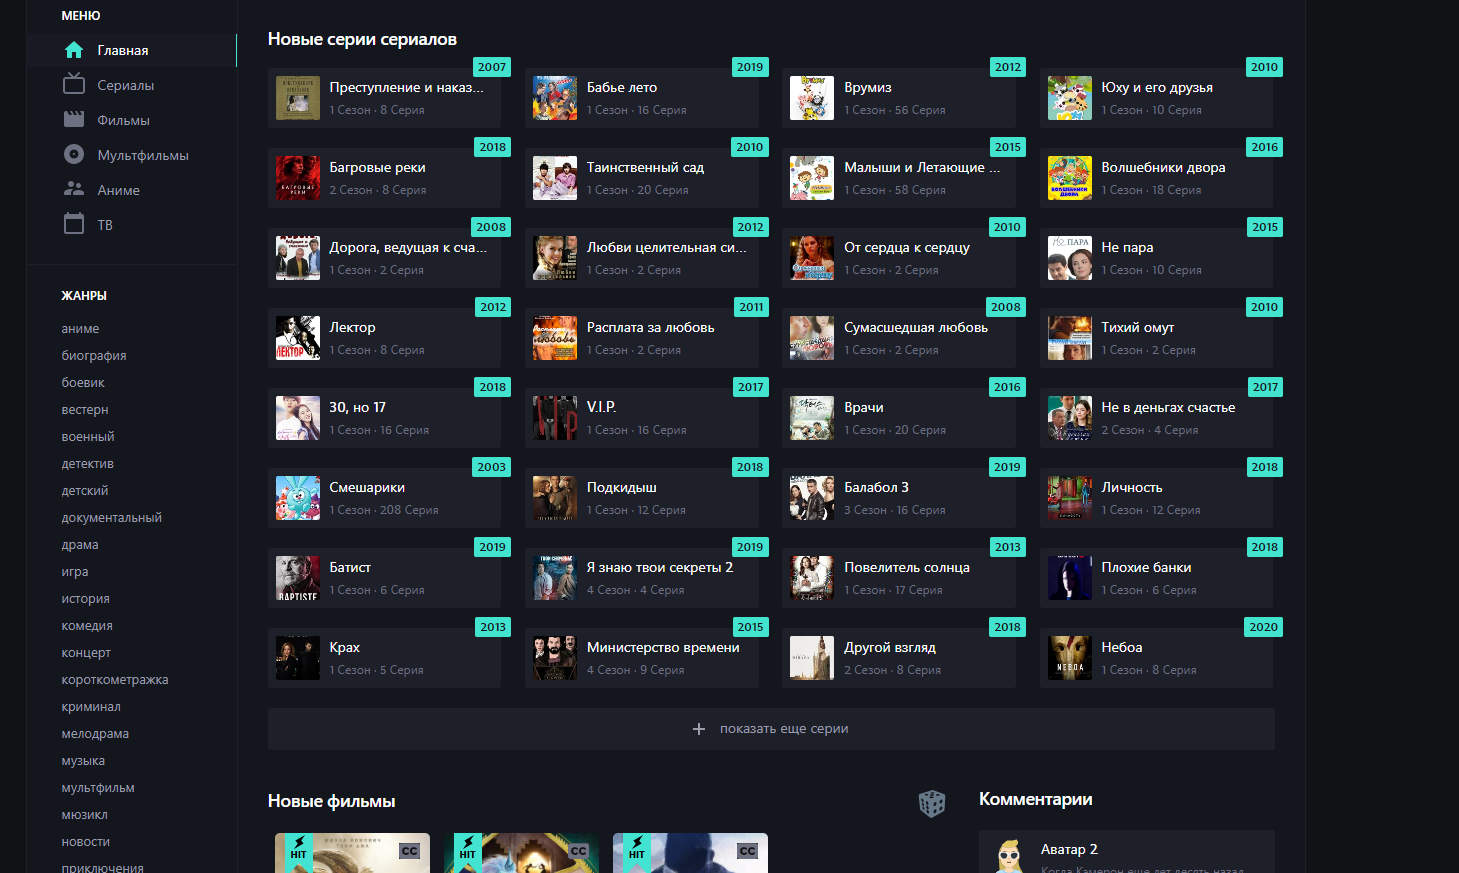 МЕНЮ
Главная
Сериалы
Фильмы
Мультфильмы
Аниме
ТВ
ЖАНРЫ
аниме
биография
боевик
вестерн
военный
детектив
детский
документальный
драма
игра
история
комедия
концерт
короткометражка
криминал
мелодрама
музыка
мультфильм
мюзикл
новости
приключения
Новые серии сериалов
2007
Преступление и наказ...
1 Сезон · 8 Серия
2019
Бабье лето
1 Сезон · 16 Серия
2012
Врумиз
1 Сезон · 56 Серия
2010
Юху и его друзья
1 Сезон · 10 Серия
2018
Багровые реки
2 Сезон · 8 Серия
БАГРОВЫЕ
РЕКИ
2010
Таинственный сад
1 Сезон · 20 Серия
2015
Малыши и Летающие ...
1 Сезон · 58 Серия
2016
Волшебники двора
1 Сезон · 18 Серия
ВОЛШЕБНИКИ
ДВОРА
2008
Дорога, ведущая к сча...
1 Сезон · 2 Серия
2012
Любви целительная си...
1 Сезон · 2 Серия
2010
От сердца к сердцу
1 Сезон · 2 Серия
2015
Не пара
1 Сезон · 10 Серия
Не ПАРА
2012
Лектор
1 Сезон · 8 Серия
ЛЕКТОР
2011
Расплата за любовь
1 Сезон · 2 Серия
2008
Сумасшедшая любовь
1 Сезон · 2 Серия
2010
Тихий омут
1 Сезон · 2 Серия
2018
30, но 17
1 Сезон · 16 Серия
2017
V.I.P.
1 Сезон · 16 Серия
VIP
2016
Врачи
1 Сезон · 20 Серия
2017
Не в деньгах счастье
2 Сезон · 4 Серия
2003
Смешарики
1 Сезон · 208 Серия
2018
Подкидыш
1 Сезон · 12 Серия
2019
Балабол 3
3 Сезон · 16 Серия
2018
Личность
1 Сезон · 12 Серия
ЛИЧНОСТЬ
2019
Батист
1 Сезон · 6 Серия
BAPTISTE
2019
Я знаю твои секреты 2
4 Сезон · 4 Серия
2013
Повелитель солнца
1 Сезон · 17 Серия
2018
Плохие банки
1 Сезон · 6 Серия
2013
Крах
1 Сезон · 5 Серия
2015
Министерство времени
4 Сезон · 9 Серия
2018
Другой взгляд
2 Сезон · 8 Серия
2020
Небоа
1 Сезон · 8 Серия
NEBOA
показать еще серии
Новые фильмы
HIT
CC
HIT
CC
HIT
CC
Комментарии
Аватар 2
Когда Кэмерон еще лет десять назад